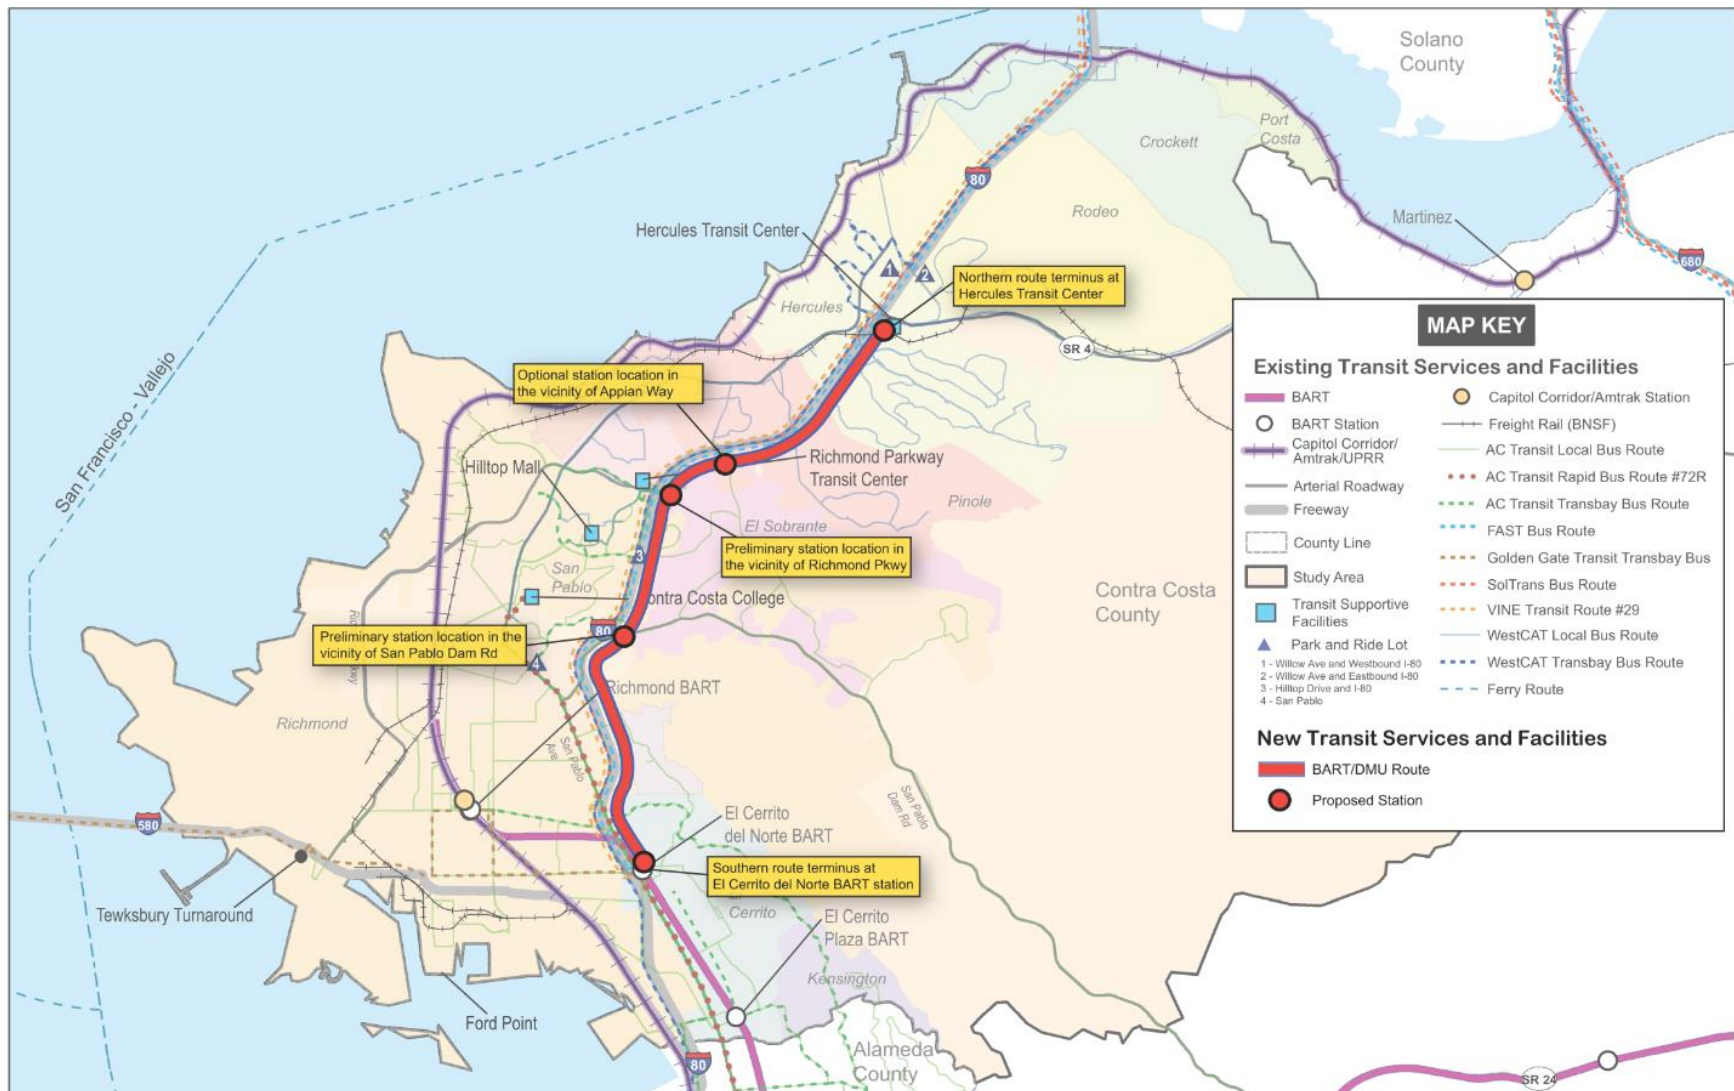 Solano
County
Port
Costa
Crockett
80
Rodeo
Martinez
Hercules Transit Center
1
2
680
Northern route terminus at
Hercules Transit Center
Hercules
SR 4
San Francisco - Vallejo
Optional station location in
the vicinity of Appian Way
Hilltop Mall
Richmond Parkway
Transit Center
Pinole
El Sobrante
Preliminary station location in
the vicinity of Richmond Pkwy
3
San
Pablo
Contra Costa College
Contra Costa
County
80
Preliminary station location in the
vicinity of San Pablo Dam Rd
4
Richmond BART
Richmond
San Pablo
Ave
San Pablo
Dam Rd
580
El Cerrito
del Norte BART
Southern route terminus at
El Cerrito del Norte BART station
Cerrito
Tewksbury Turnaround
El Cerrito
Plaza BART
Kensington
Ford Point
80
Alameda
County
SR 24
MAP KEY
Existing Transit Services and Facilities
BART
BART Station
Capitol Corridor/
Amtrak/UPRR
Arterial Roadway
Freeway
County Line
Study Area
Transit Supportive
Facilities
Park and Ride Lot
1 - Willow Ave and Westbound I-80
2 - Willow Ave and Eastbound I-80
3 - Hilltop Drive and I-80
4 - San Pablo
Capitol Corridor/Amtrak Station
Freight Rail (BNSF)
AC Transit Local Bus Route
AC Transit Rapid Bus Route #72R
AC Transit Transbay Bus Route
FAST Bus Route
Golden Gate Transit Transbay Bus
SolTrans Bus Route
VINE Transit Route #29
WestCAT Local Bus Route
WestCAT Transbay Bus Route
Ferry Route
New Transit Services and Facilities
BART/DMU Route
Proposed Station